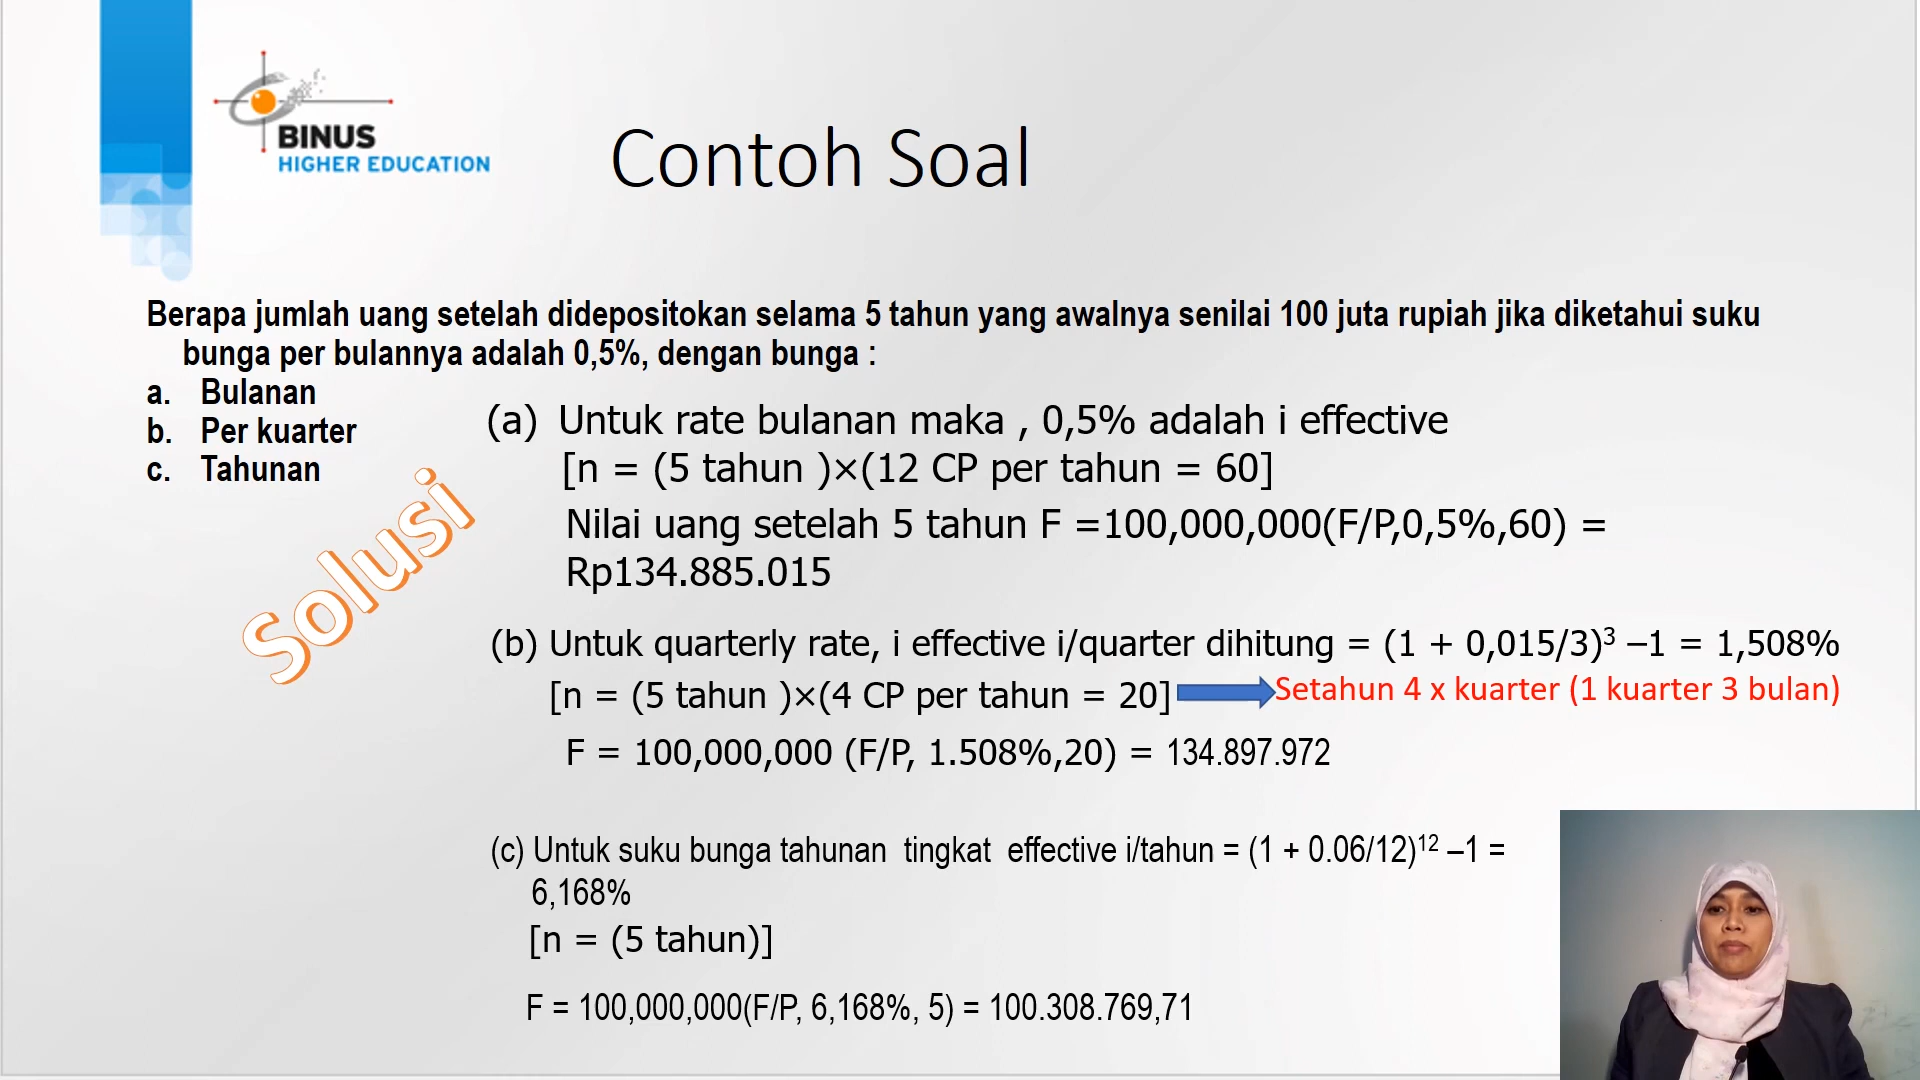 BINUS
HIGHER EDUCATION
Contoh Soal
Berapa jumlah uang setelah didepositokan selama 5 tahun yang awalnya senilai 100 juta rupiah jika diketahui suku
bunga per bulannya adalah 0,5%, dengan bunga :
a. Bulanan
b. Per kuarter
c. Tahunan
Solusi
(a) Untuk rate bulanan maka , 0,5% adalah i effective
[n = (5 tahun )×(12 CP per tahun = 60]
Nilai uang setelah 5 tahun F =100,000,000(F/P,0,5%,60) =
Rp134.885.015
(b) Untuk quarterly rate, i effective i/quarter dihitung = (1 + 0,015/3)³ –1 = 1,508%
[n = (5 tahun )×(4 CP per tahun = 20]
Setahun 4 x kuarter (1 kuarter 3 bulan)
F = 100,000,000 (F/P, 1.508%,20) = 134.897.972
(c) Untuk suku bunga tahunan tingkat effective i/tahun = (1 + 0.06/12)¹² –1 =
6,168%
[n = (5 tahun)]
F = 100,000,000(F/P, 6,168%, 5) = 100.308.769,71